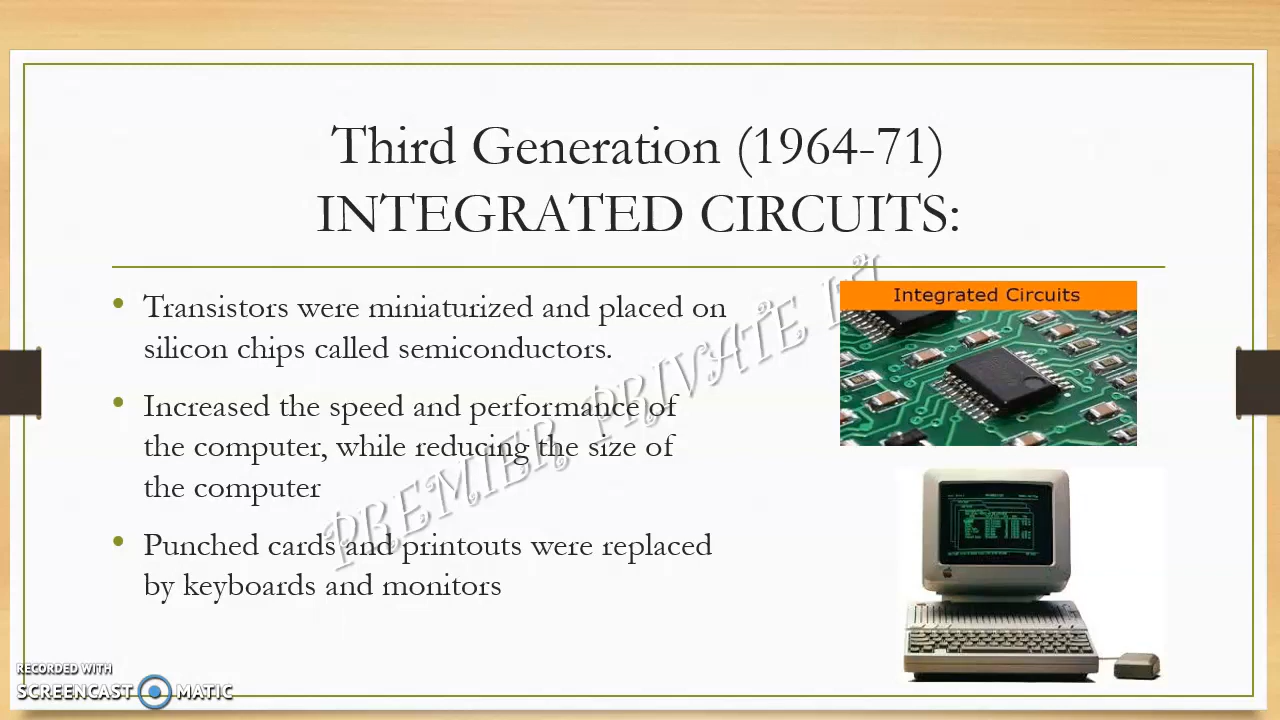 Third Generation (1964-71)
INTEGRATED CIRCUITS:
• Transistors were miniaturized and placed on
silicon chips called semiconductors.
• Increased the speed and performance of
the computer, while reducing the size of
the computer
• Punched cards and printouts were replaced
by keyboards and monitors
Integrated Circuits
PREMIER PRIVATE
RECORDED WITH
SCREENCAST MATIC